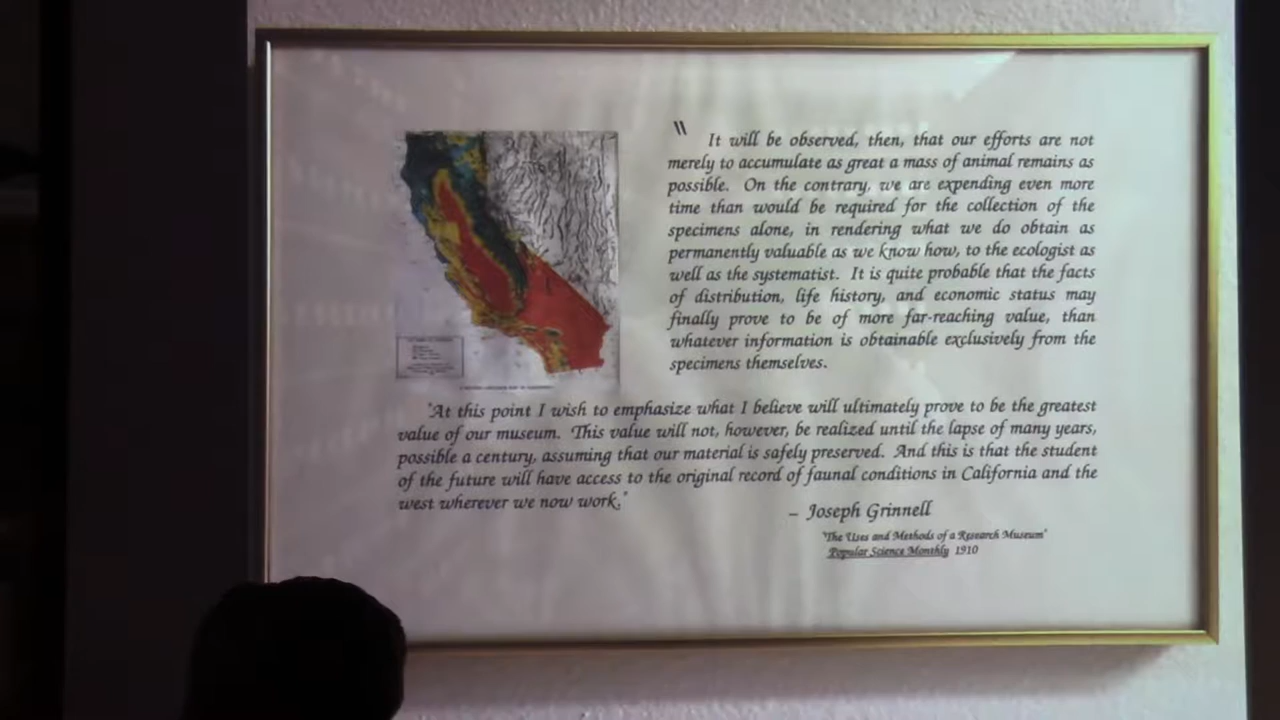 " It will be observed, then, that our efforts are not
merely to accumulate as great a mass of animal remains as
possible. On the contrary, we are expending even more
time than would be required for the collection of the
specimens alone, in rendering what we do obtain as
permanently valuable as we know how, to the ecologist as
well as the systematist. It is quite probable that the facts
of distribution, life history, and economic status may
finally prove to be of more far-reaching value, than
whatever information is obtainable exclusively from the
specimens themselves.
"At this point I wish to emphasize what I believe will ultimately prove to be the greatest
value of our museum. This value will not, however, be realized until the lapse of many years,
possible a century, assuming that our material is safely preserved. And this is that the student
of the future will have access to the original record of faunal conditions in California and the
west wherever we now work."
– Joseph Grinnell
"The Uses and Methods of a Research Museum"
Popular Science Monthly 1910